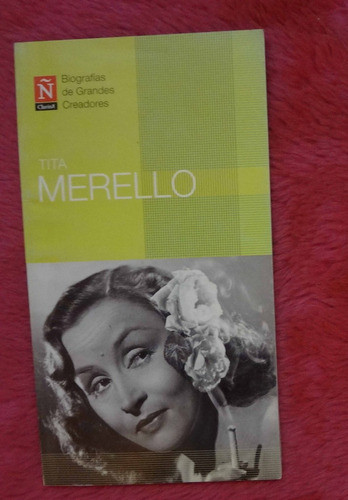 Ñ
Clarín
Biografías
de Grandes
Creadores
TITA
MERELLO